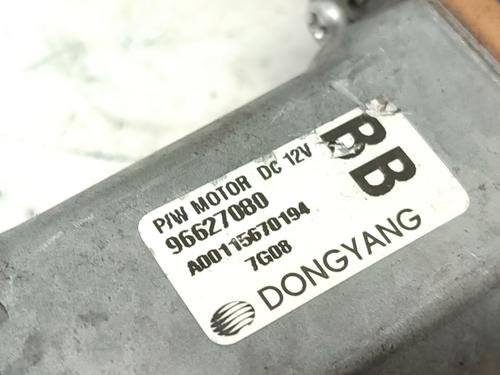 P/W MOTOR DC 12V
96627080
A00115670194
7G08
BB
DONGYANG